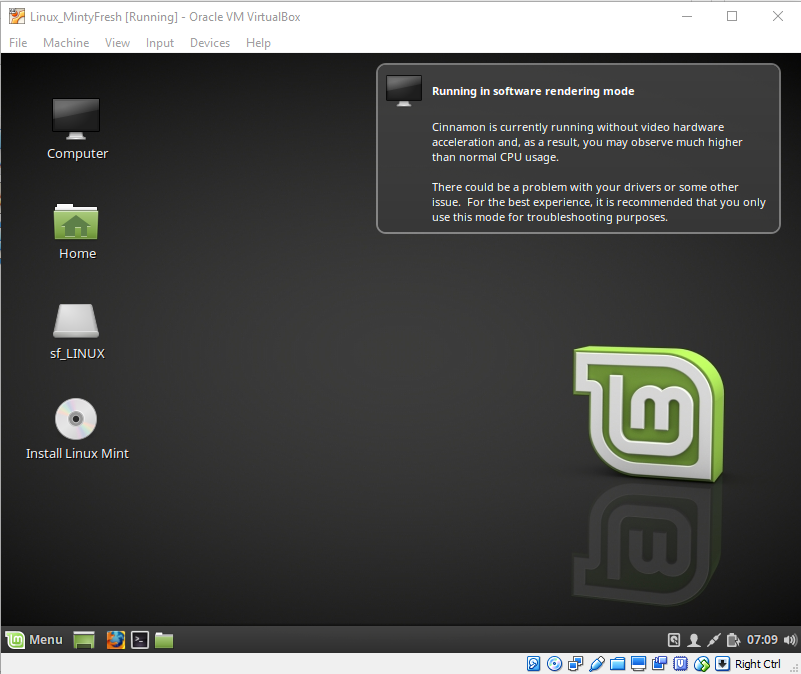 Linux_MintyFresh [Running] - Oracle VM VirtualBox
File Machine View Input Devices Help
Running in software rendering mode
Cinnamon is currently running without video hardware
acceleration and, as a result, you may observe much higher
than normal CPU usage.
There could be a problem with your drivers or some other
issue. For the best experience, it is recommended that you only
use this mode for troubleshooting purposes.
Computer
Home
sf_LINUX
Install Linux Mint
Menu
07:09
Right Ctrl